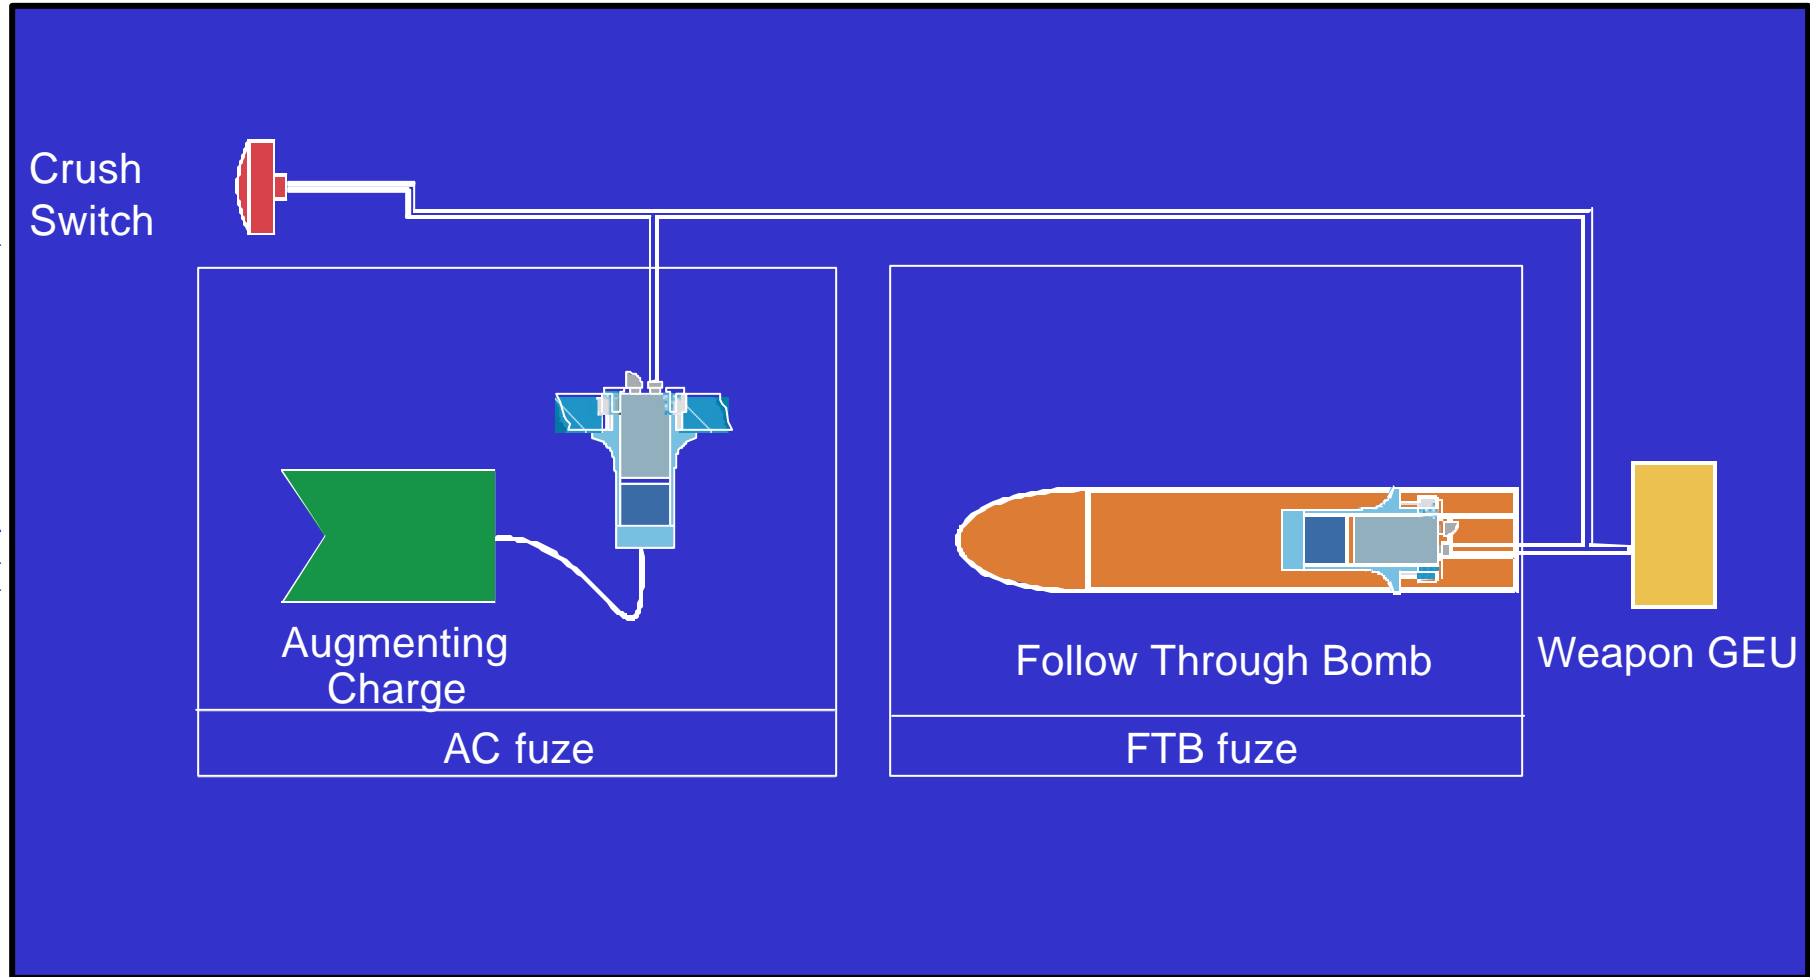 Crush
Switch
Augmenting
Charge
Follow Through Bomb
Weapon GEU
AC fuze
FTB fuze